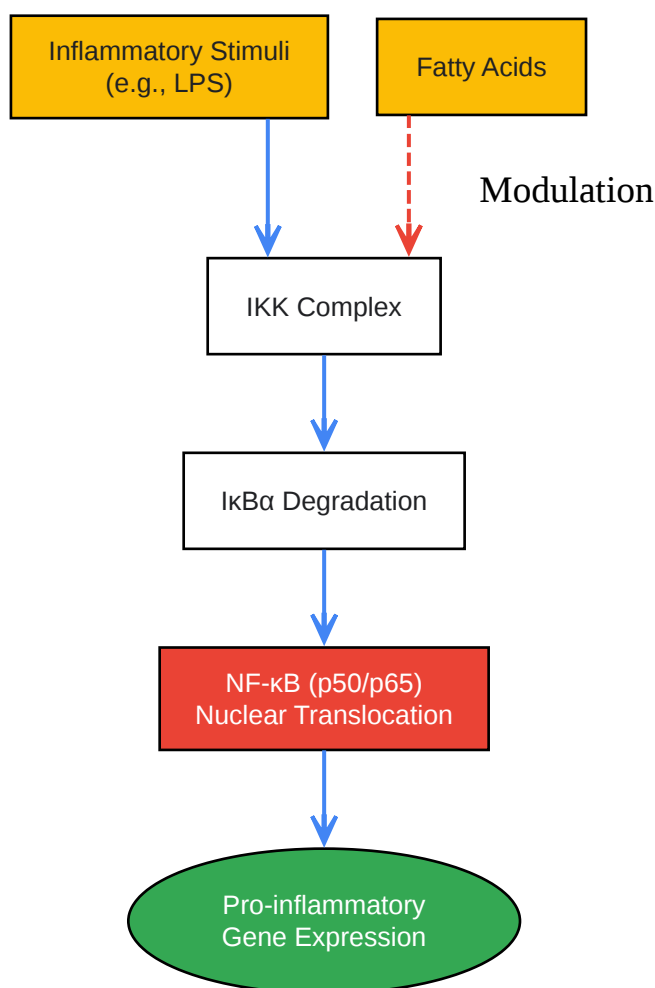 Inflammatory Stimuli
(e.g., LPS)
Fatty Acids
Modulation
IKK Complex
IκBα Degradation
NF-κB (p50/p65)
Nuclear Translocation
Pro-inflammatory
Gene Expression